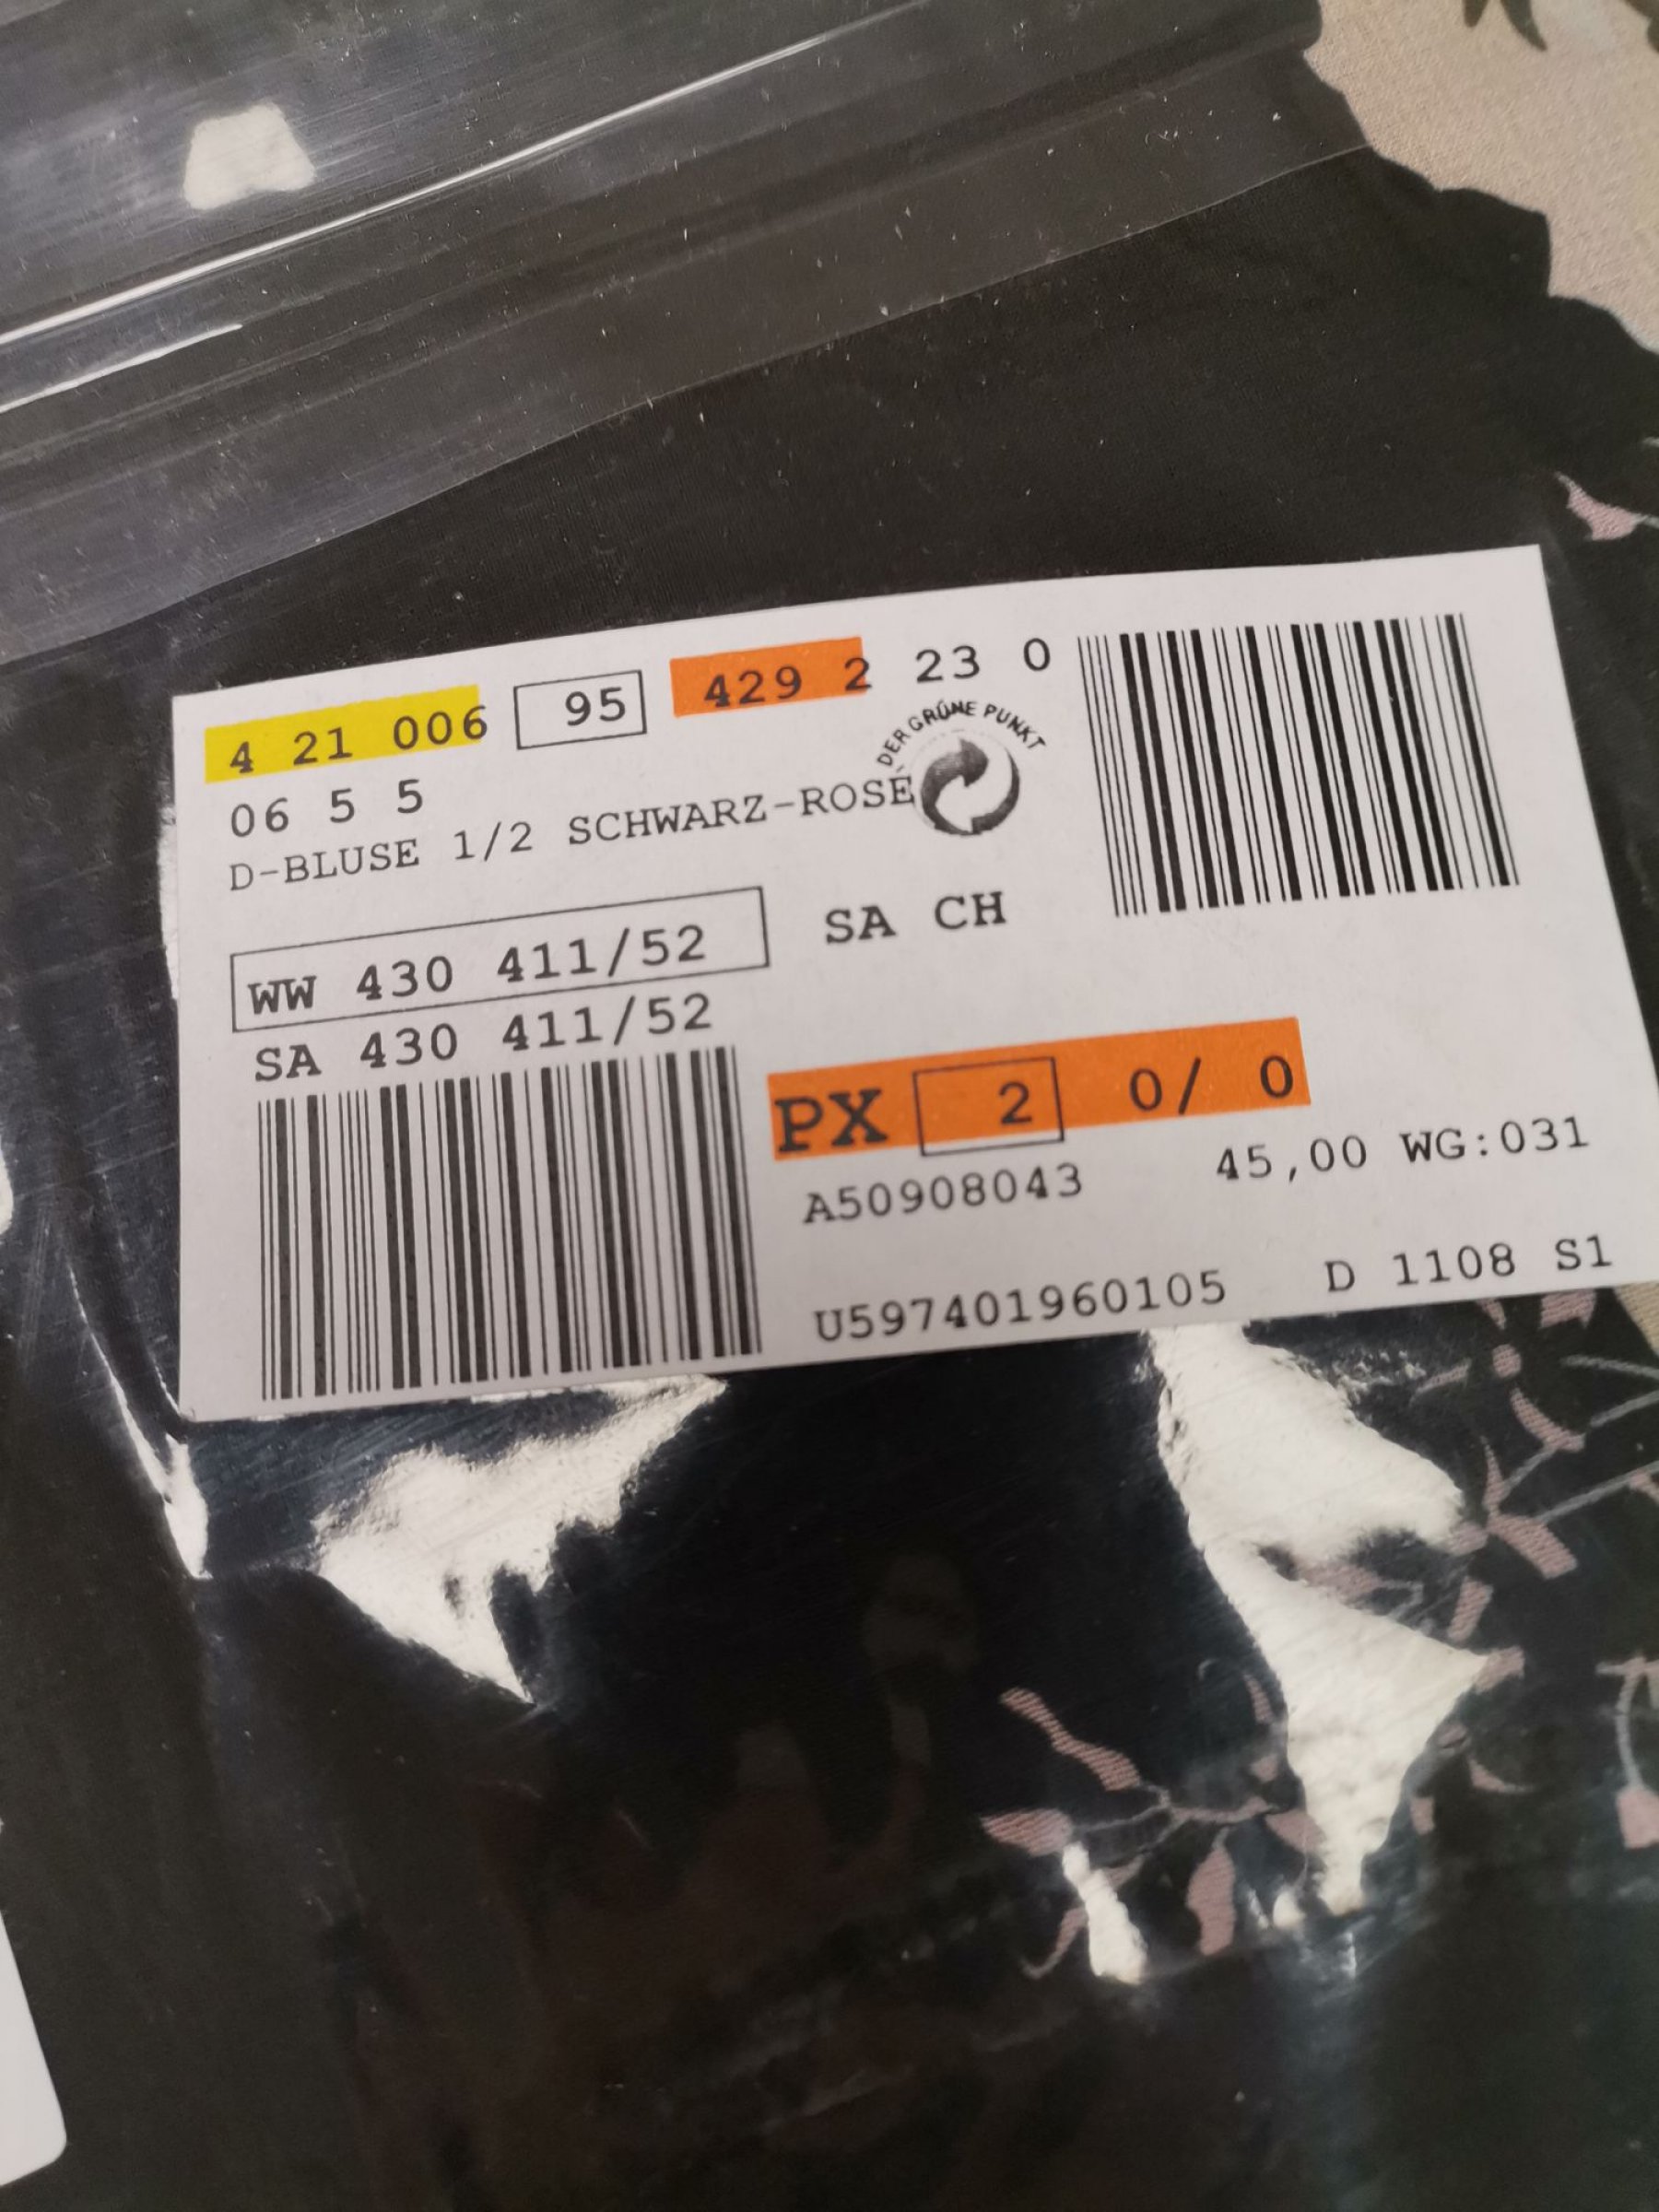 4 21 006 95 429 2 23 0
06 5 5
DER GRÜNE PUNKT
D-BLUSE 1/2 SCHWARZ-ROSÉ
WW 430 411/52 SA CH
SA 430 411/52
PX 2 0/ 0
A50908043 45,00 WG:031
U597401960105 D 1108 S1